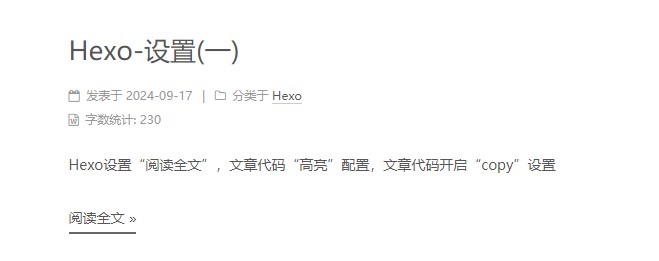 Hexo-设置(一)
发表于 2024-09-17 | 分类于 Hexo
字数统计: 230
Hexo设置“阅读全文”，文章代码“高亮”配置，文章代码开启“copy”设置
阅读全文 »